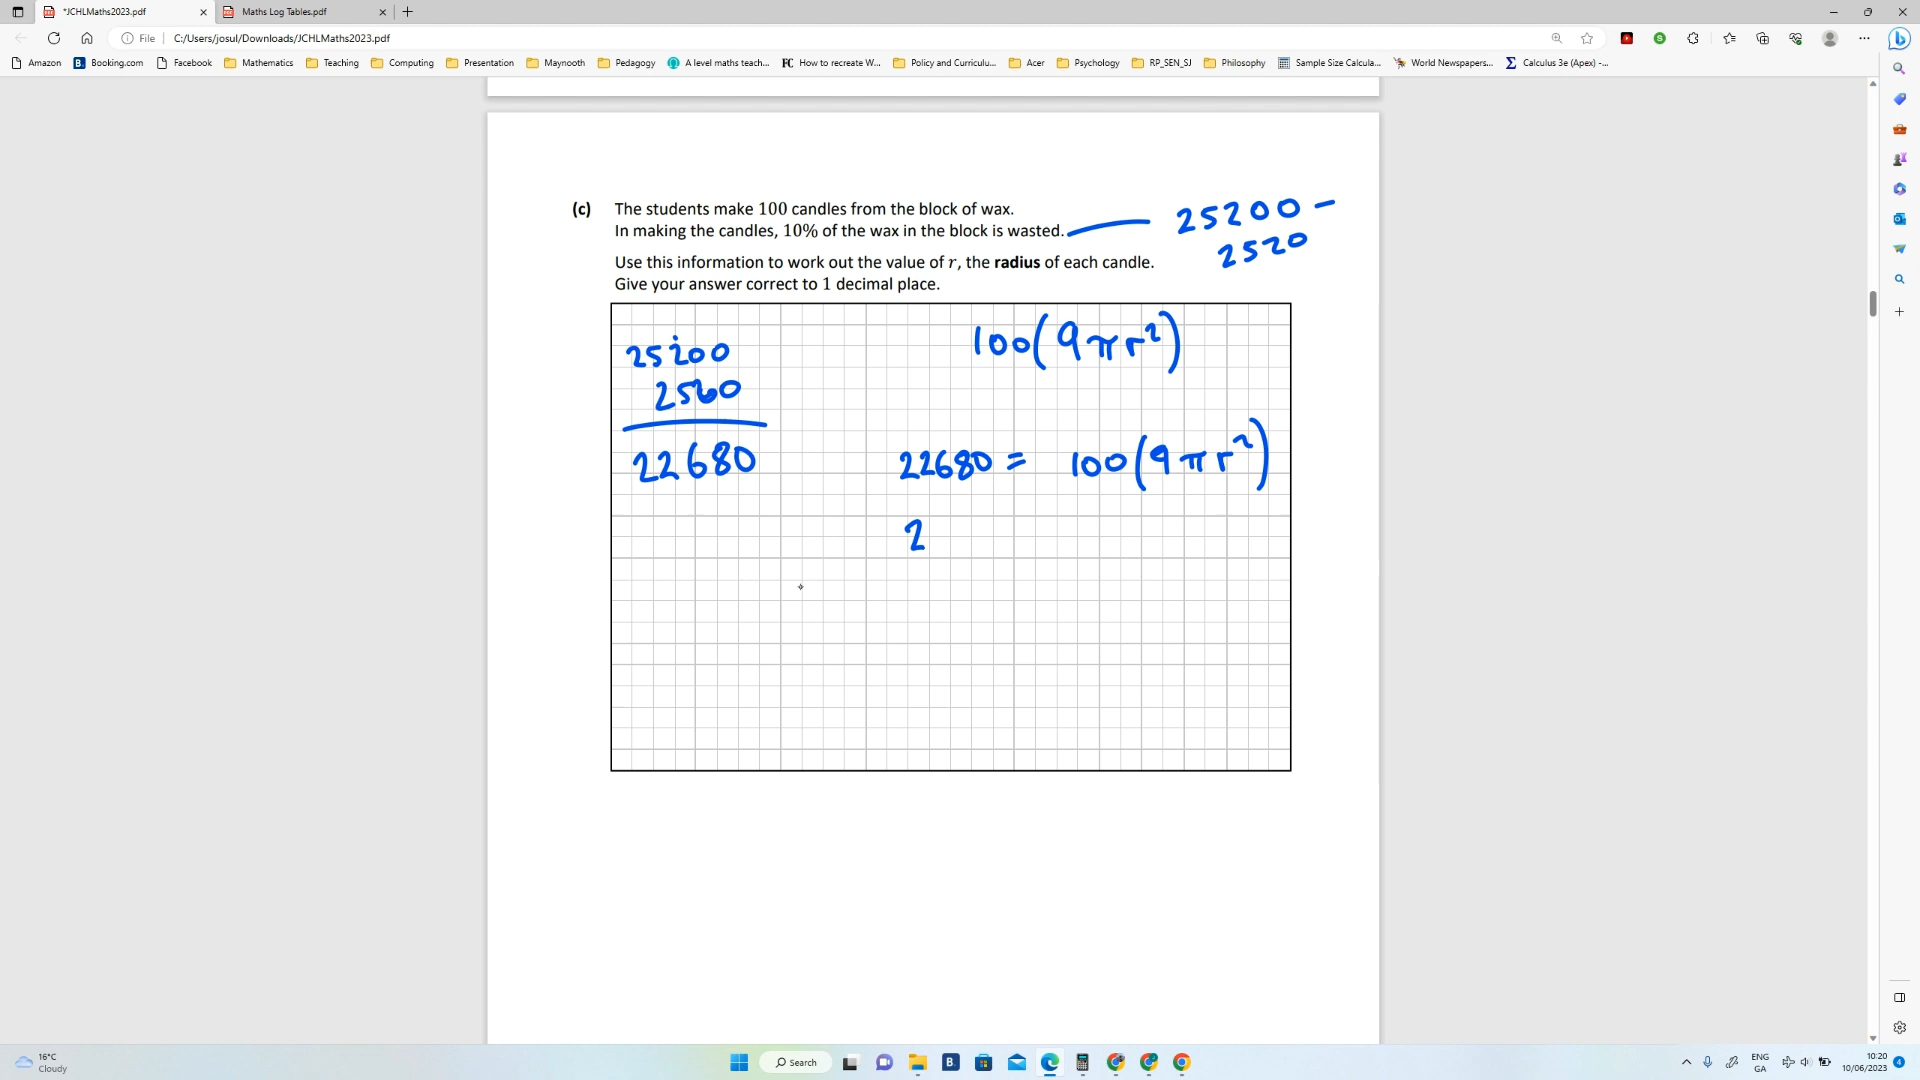 *JCHLMaths2023.pdf
Maths Log Tables.pdf
File C:/Users/josul/Downloads/JCHLMaths2023.pdf
Amazon Booking.com Facebook Mathematics Teaching Computing Presentation Maynooth Pedagogy A level maths teach... How to recreate W... Policy and Curriculu... Acer Psychology RP_SEN_SJ Philosophy Sample Size Calcula... World Newspapers... Calculus 3e (Apex) -...
(c) The students make 100 candles from the block of wax.
In making the candles, 10% of the wax in the block is wasted.
25200 -
2520
Use this information to work out the value of r, the radius of each candle.
Give your answer correct to 1 decimal place.
25200
100(9πr²)
22680
22680 = 100(9πr²)
2
16°C
Cloudy
Search
ENG
GA
10:20
10/06/2023
4